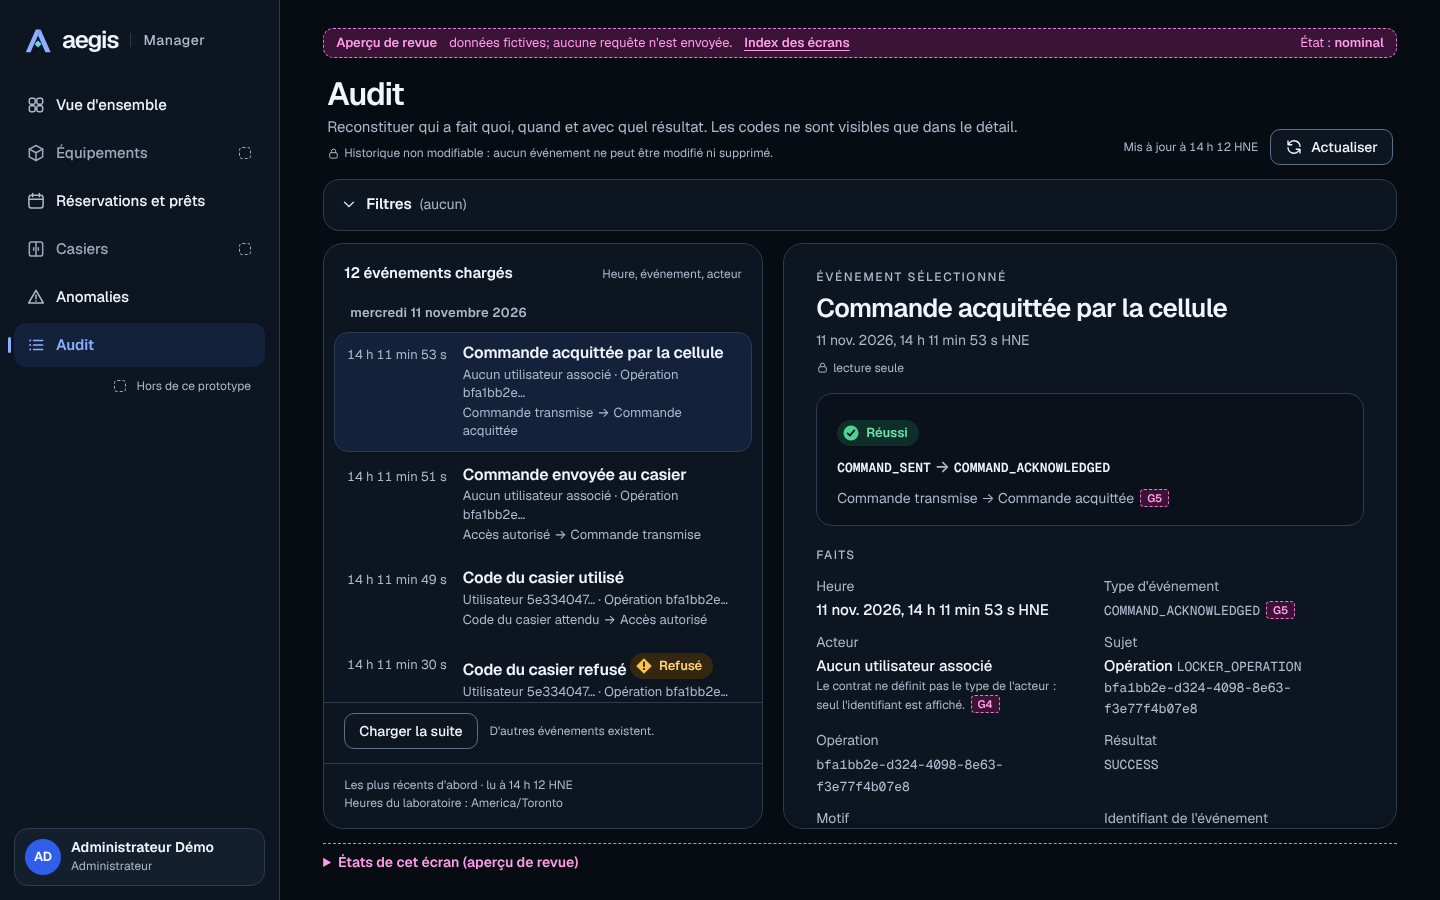 aegis
Manager
Vue d'ensemble
Équipements
Réservations et prêts
Casiers
Anomalies
Audit
Hors de ce prototype
AD
Administrateur Démo
Administrateur
Aperçu de revue données fictives; aucune requête n'est envoyée. Index des écrans
État : nominal
Audit
Reconstituer qui a fait quoi, quand et avec quel résultat. Les codes ne sont visibles que dans le détail.
Historique non modifiable : aucun événement ne peut être modifié ni supprimé.
Mis à jour à 14 h 12 HNE
Actualiser
Filtres (aucun)
12 événements chargés
Heure, événement, acteur
mercredi 11 novembre 2026
14 h 11 min 53 s
Commande acquittée par la cellule
Aucun utilisateur associé · Opération
bfa1bb2e…
Commande transmise → Commande
acquittée
14 h 11 min 51 s
Commande envoyée au casier
Aucun utilisateur associé · Opération
bfa1bb2e…
Accès autorisé → Commande transmise
14 h 11 min 49 s
Code du casier utilisé
Utilisateur 5e334047… · Opération bfa1bb2e…
Code du casier attendu → Accès autorisé
14 h 11 min 30 s
Code du casier refusé Refusé
Utilisateur 5e334047… · Opération bfa1bb2e…
Charger la suite
D'autres événements existent.
Les plus récents d'abord · lu à 14 h 12 HNE
Heures du laboratoire : America/Toronto
ÉVÉNEMENT SÉLECTIONNÉ
Commande acquittée par la cellule
11 nov. 2026, 14 h 11 min 53 s HNE
lecture seule
Réussi
COMMAND_SENT → COMMAND_ACKNOWLEDGED
Commande transmise → Commande acquittée G5
FAITS
Heure
11 nov. 2026, 14 h 11 min 53 s HNE
Type d'événement
COMMAND_ACKNOWLEDGED G5
Acteur
Aucun utilisateur associé
Le contrat ne définit pas le type de l'acteur :
seul l'identifiant est affiché. G4
Sujet
Opération LOCKER_OPERATION
bfa1bb2e-d324-4098-8e63-
f3e77f4b07e8
Opération
bfa1bb2e-d324-4098-8e63-
f3e77f4b07e8
Résultat
SUCCESS
Motif
Identifiant de l'événement
États de cet écran (aperçu de revue)